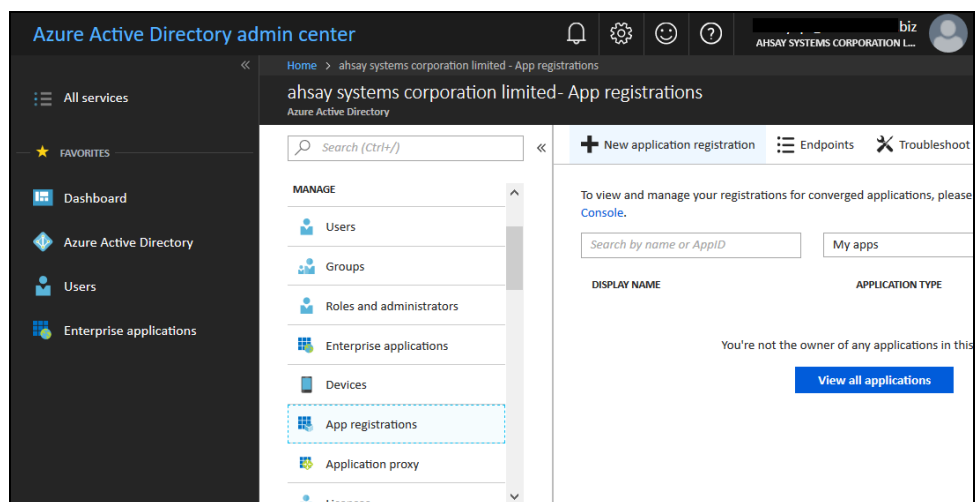 Azure Active Directory admin center
biz
AHSAY SYSTEMS CORPORATION L...
Home > ahsay systems corporation limited - App registrations
ahsay systems corporation limited- App registrations
Azure Active Directory
All services
FAVORITES
Dashboard
Azure Active Directory
Users
Enterprise applications
Search (Ctrl+/)
MANAGE
Users
Groups
Roles and administrators
Enterprise applications
Devices
App registrations
Application proxy
New application registration
Endpoints
Troubleshoot
To view and manage your registrations for converged applications, please
Console.
Search by name or AppID
My apps
DISPLAY NAME
APPLICATION TYPE
You're not the owner of any applications in this
View all applications